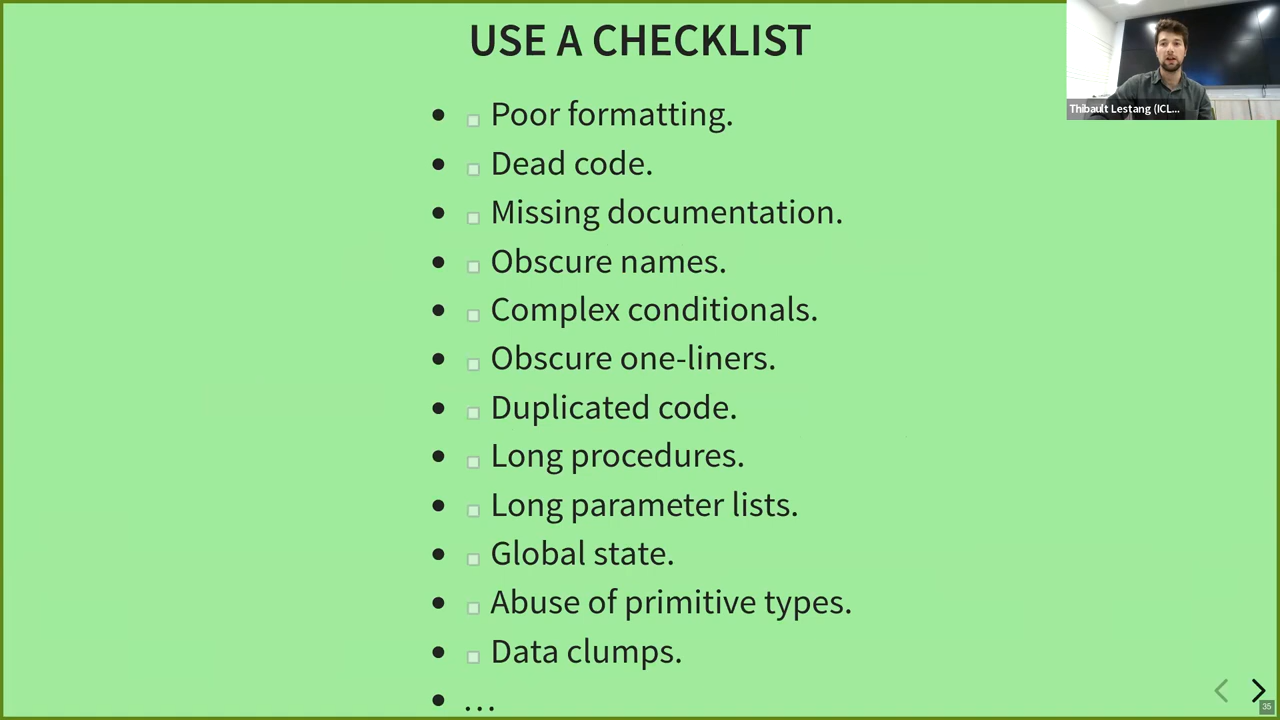 USE A CHECKLIST
Thibault Lestang (ICL...
Poor formatting.
Dead code.
Missing documentation.
Obscure names.
Complex conditionals.
Obscure one-liners.
Duplicated code.
Long procedures.
Long parameter lists.
Global state.
Abuse of primitive types.
Data clumps.
...
35